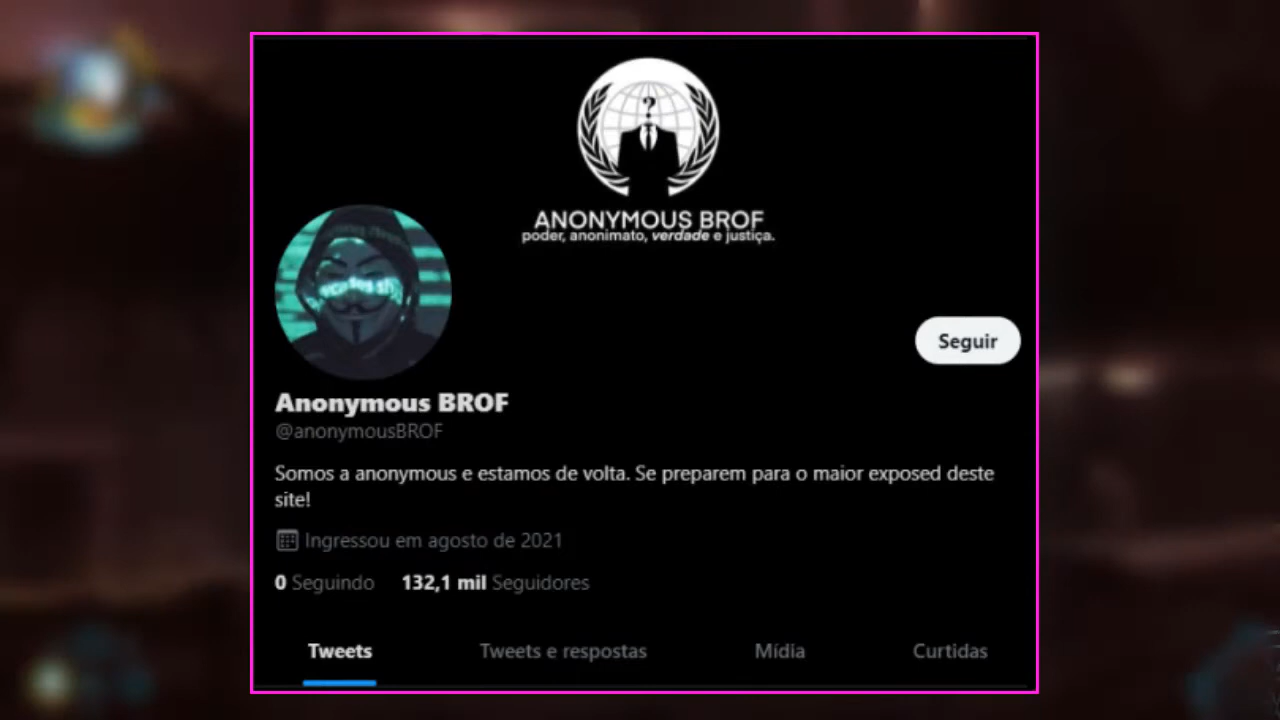 ?
ANONYMOUS BROF
poder, anonimato, verdade e justiça.
Seguir
Anonymous BROF
@anonymousBROF
Somos a anonymous e estamos de volta. Se preparem para o maior exposed deste
site!
Ingressou em agosto de 2021
0 Seguindo 132,1 mil Seguidores
Tweets Tweets e respostas Mídia Curtidas